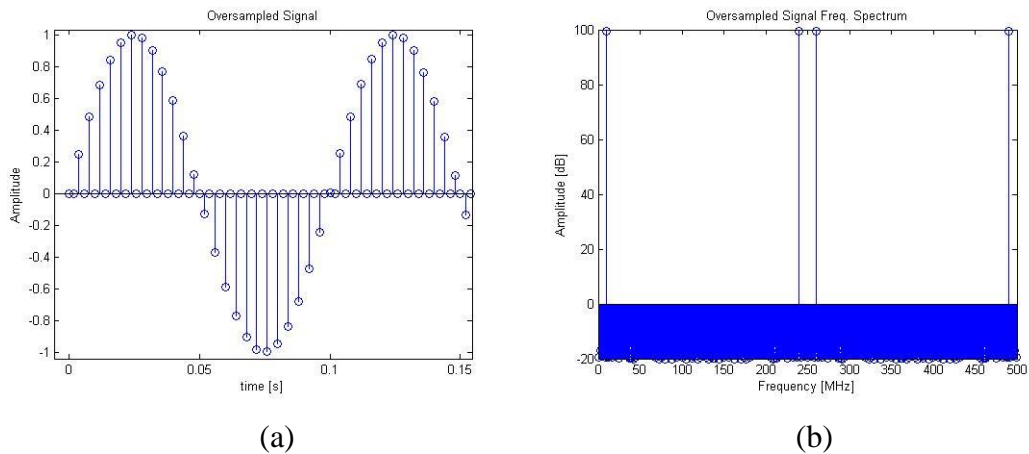 Oversampled Signal
1
0.8
0.6
0.4
0.2
0
-0.2
-0.4
-0.6
-0.8
-1
Amplitude
0 0.05 0.1 0.15
time [s]
(a)
Oversampled Signal Freq. Spectrum
100
80
60
40
20
0
-20
Amplitude [dB]
0 50 100 150 200 250 300 350 400 450 500
Frequency [MHz]
(b)